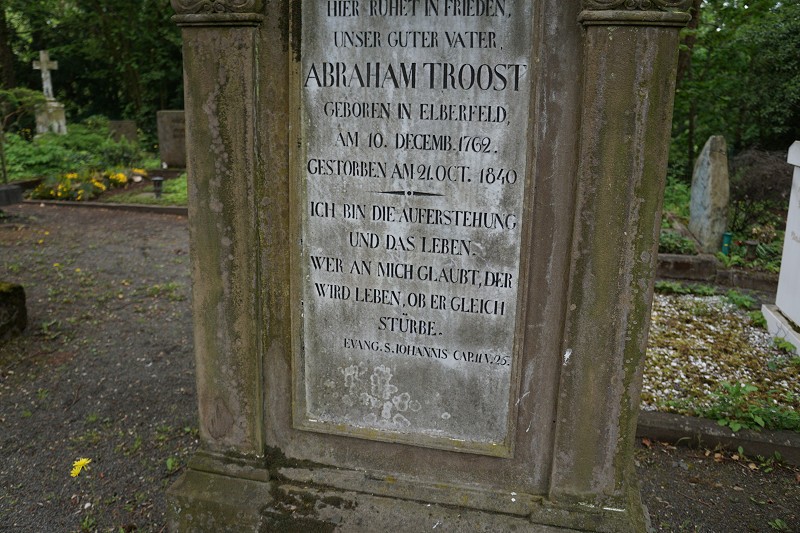 HIER RUHET IN FRIEDEN,
UNSER GUTER VATER,
ABRAHAM TROOST
GEBOREN IN ELBERFELD,
AM 10. DECEMB. 1762.
GESTORBEN AM 21. OCT. 1840
ICH BIN DIE AUFERSTEHUNG
UND DAS LEBEN.
WER AN MICH GLAUBT, DER
WIRD LEBEN, OB ER GLEICH
STÜRBE.
EVANG. S. IOHANNIS CAP. 11 V. 25.